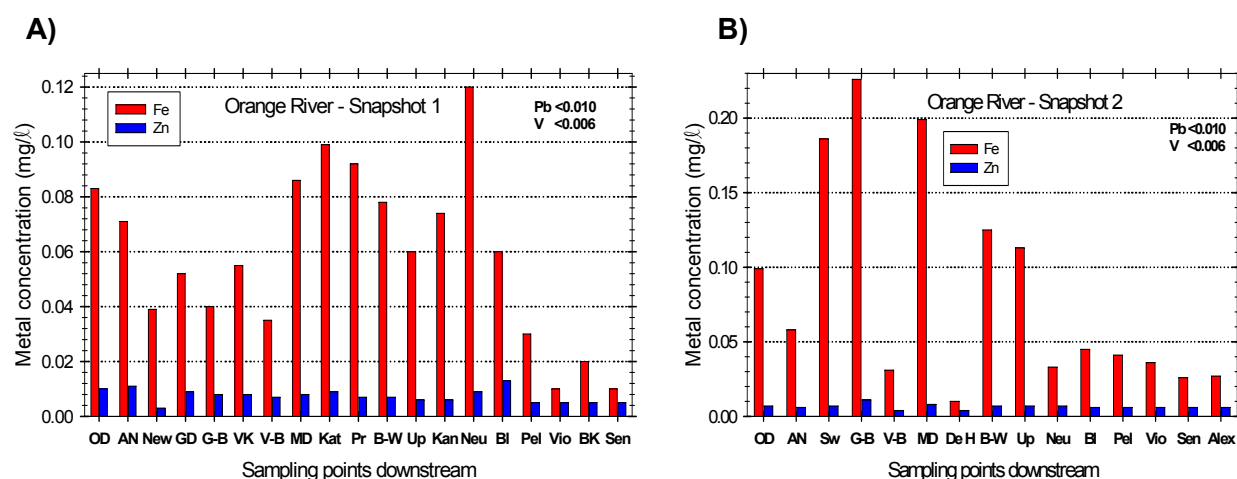 A)
Orange River - Snapshot 1
Fe
Zn
Pb <0.010
V <0.006
Metal concentration (mg/ℓ)
0.12
0.10
0.08
0.06
0.04
0.02
0.00
OD AN New GD G-B VK V-B MD Kat Pr B-W Up Kan Neu Bl Pel Vio BK Sen
Sampling points downstream
B)
Orange River - Snapshot 2
Fe
Zn
Pb <0.010
V <0.006
Metal concentration (mg/ℓ)
0.20
0.15
0.10
0.05
0.00
OD AN Sw G-B V-B MD De H B-W Up Neu Bl Pel Vio Sen Alex
Sampling points downstream